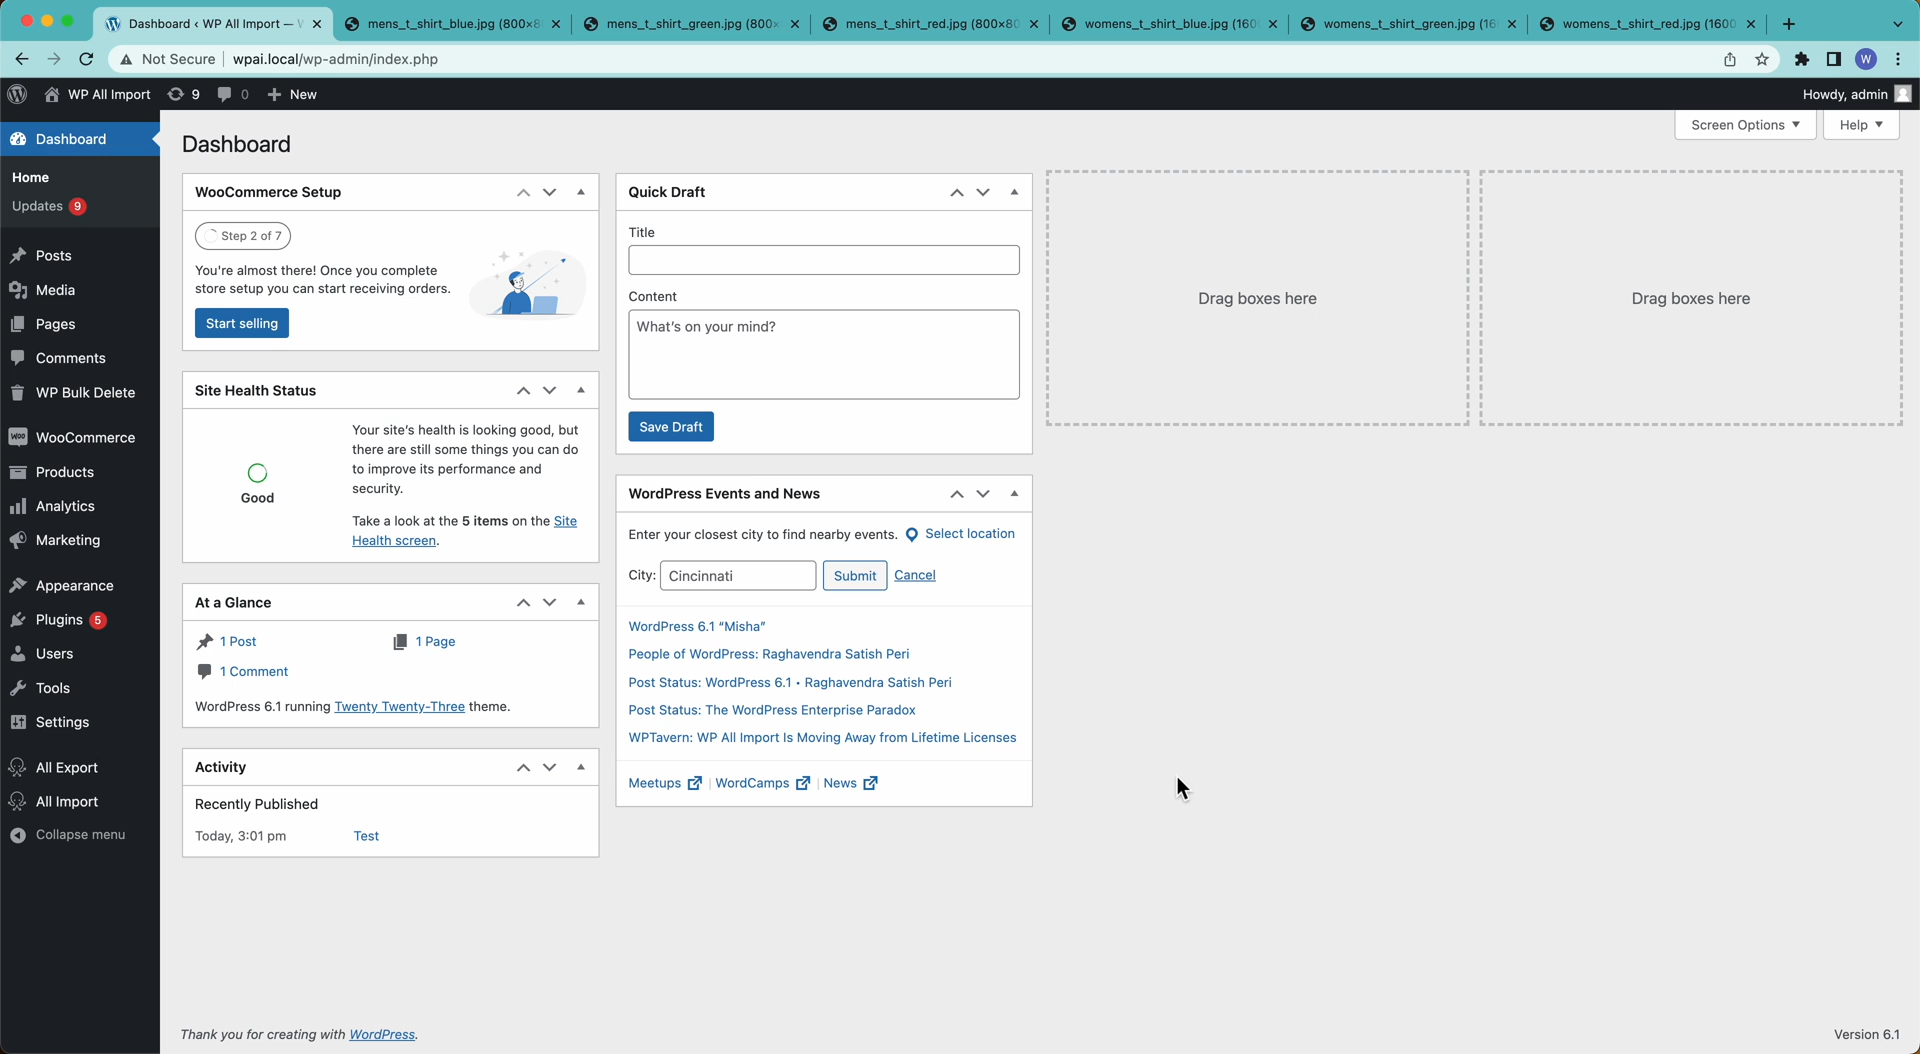 Dashboard ‹ WP All Import —
mens_t_shirt_blue.jpg (800×8
mens_t_shirt_green.jpg (800×
mens_t_shirt_red.jpg (800×80
womens_t_shirt_blue.jpg (160
womens_t_shirt_green.jpg (16
womens_t_shirt_red.jpg (1600
Not Secure
wpai.local/wp-admin/index.php
W
WP All Import
9
0
New
Howdy, admin
Dashboard
Home
Updates 9
Posts
Media
Pages
Comments
WP Bulk Delete
WooCommerce
Products
Analytics
Marketing
Appearance
Plugins 5
Users
Tools
Settings
All Export
All Import
Collapse menu
Screen Options
Help
Dashboard
WooCommerce Setup
Step 2 of 7
You're almost there! Once you complete
store setup you can start receiving orders.
Start selling
Site Health Status
Good
Your site's health is looking good, but
there are still some things you can do
to improve its performance and
security.
Take a look at the 5 items on the Site
Health screen.
At a Glance
1 Post
1 Page
1 Comment
WordPress 6.1 running Twenty Twenty-Three theme.
Activity
Recently Published
Today, 3:01 pm
Test
Quick Draft
Title
Content
What's on your mind?
Save Draft
WordPress Events and News
Enter your closest city to find nearby events. Select location
City: Cincinnati Submit Cancel
WordPress 6.1 “Misha”
People of WordPress: Raghavendra Satish Peri
Post Status: WordPress 6.1 • Raghavendra Satish Peri
Post Status: The WordPress Enterprise Paradox
WPTavern: WP All Import Is Moving Away from Lifetime Licenses
Meetups | WordCamps | News
Drag boxes here
Drag boxes here
Thank you for creating with WordPress.
Version 6.1